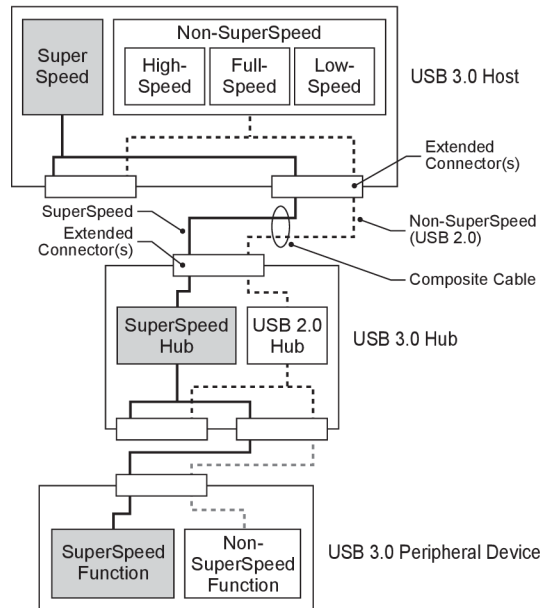 Super
Speed
Non-SuperSpeed
High-
Speed
Full-
Speed
Low-
Speed
USB 3.0 Host
Extended
Connector(s)
SuperSpeed
Extended
Connector(s)
Non-SuperSpeed
(USB 2.0)
Composite Cable
SuperSpeed
Hub
USB 2.0
Hub
USB 3.0 Hub
SuperSpeed
Function
Non-
SuperSpeed
Function
USB 3.0 Peripheral Device